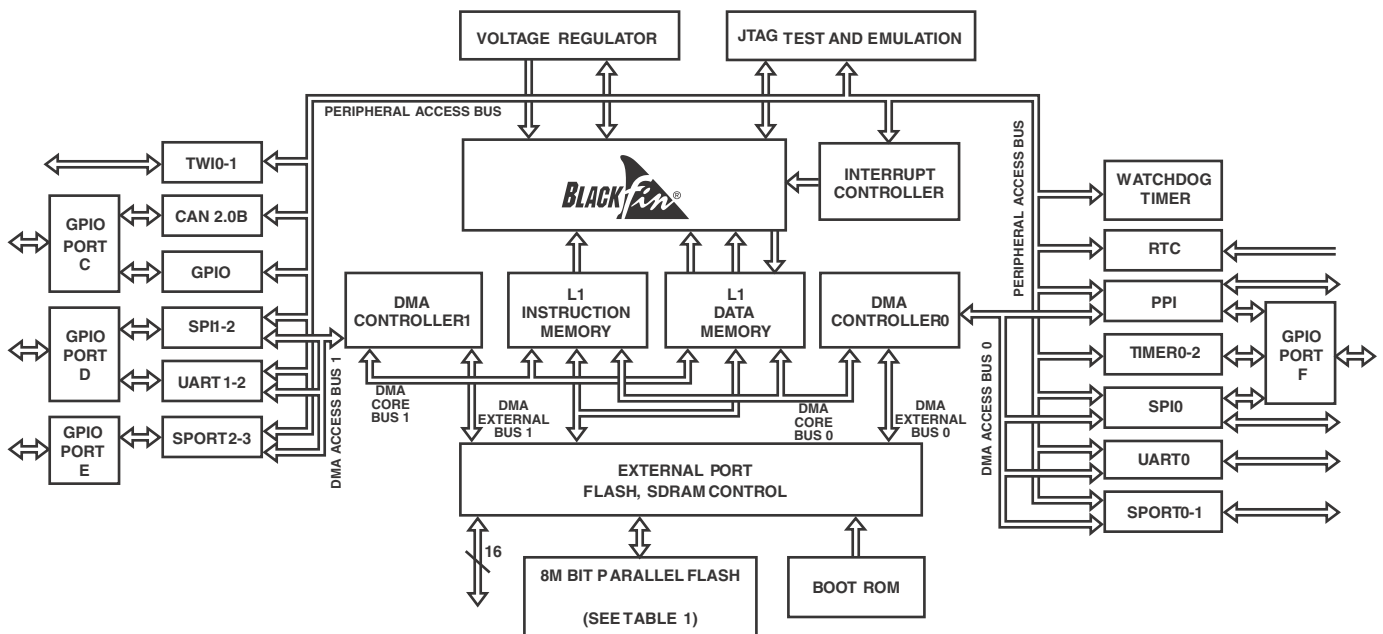 VOLTAGE REGULATOR
JTAG TEST AND EMULATION
PERIPHERAL ACCESS BUS
TWI0-1
CAN 2.0B
GPIO
SPI1-2
UART 1-2
SPORT2-3
GPIO
PORT
C
GPIO
PORT
D
GPIO
PORT
E
BLACKfin®
INTERRUPT
CONTROLLER
DMA
CONTROLLER1
L1
INSTRUCTION
MEMORY
L1
DATA
MEMORY
DMA
CONTROLLER0
DMA ACCESS BUS 1
DMA
CORE
BUS 1
DMA
EXTERNAL
BUS 1
DMA
CORE
BUS 0
DMA
EXTERNAL
BUS 0
DMA ACCESS BUS 0
PERIPHERAL ACCESS BUS
WATCHDOG
TIMER
RTC
PPI
TIMER0-2
SPI0
UART0
SPORT0-1
GPIO
PORT
F
EXTERNAL PORT
FLASH, SDRAM CONTROL
16
8M BIT PARALLEL FLASH
(SEE TABLE 1)
BOOT ROM